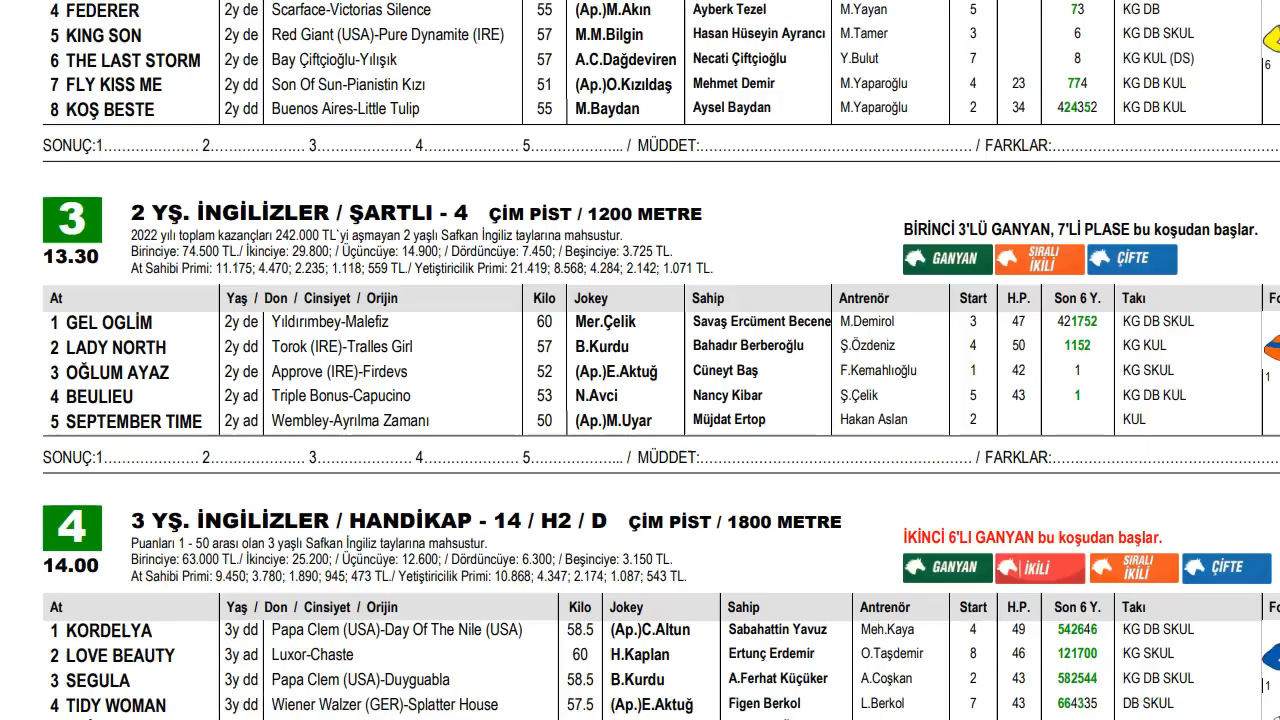 4 FEDERER 2y de Scarface-Victorias Silence 55 (Ap.)M.Akın Ayberk Tezel M.Yayan 5 73 KG DB
5 KING SON 2y de Red Giant (USA)-Pure Dynamite (IRE) 57 M.M.Bilgin Hasan Hüseyin Ayrancı M.Tamer 3 6 KG DB SKUL
6 THE LAST STORM 2y de Bay Çiftçioğlu-Yılışık 57 A.C.Dağdeviren Necati Çiftçioğlu Y.Bulut 7 8 KG KUL (DS) 6
7 FLY KISS ME 2y dd Son Of Sun-Pianistin Kızı 51 (Ap.)O.Kızıldaş Mehmet Demir M.Yaparoğlu 4 23 774 KG DB KUL
8 KOŞ BESTE 2y dd Buenos Aires-Little Tulip 55 M.Baydan Aysel Baydan M.Yaparoğlu 2 34 424352 KG DB KUL
SONUÇ:1..................... 2..................... 3..................... 4..................... 5..................... / MÜDDET:............................................................ / FARKLAR:..................................................
3 2 YŞ. İNGİLİZLER / ŞARTLI - 4 ÇİM PİST / 1200 METRE
13.30
2022 yılı toplam kazançları 242.000 TL`yi aşmayan 2 yaşlı Safkan İngiliz taylarına mahsustur.
Birinciye: 74.500 TL./ İkinciye: 29.800; / Üçüncüye: 14.900; / Dördüncüye: 7.450; / Beşinciye: 3.725 TL.
At Sahibi Primi: 11.175; 4.470; 2.235; 1.118; 559 TL./ Yetiştiricilik Primi: 21.419; 8.568; 4.284; 2.142; 1.071 TL.
BİRİNCİ 3'LÜ GANYAN, 7'Lİ PLASE bu koşudan başlar.
GANYAN SIRALI İKİLİ ÇİFTE
At Yaş / Don / Cinsiyet / Orijin Kilo Jokey Sahip Antrenör Start H.P. Son 6 Y. Takı Fo
1 GEL OGLİM 2y de Yıldırımbey-Malefiz 60 Mer.Çelik Savaş Ercüment Becene M.Demirol 3 47 421752 KG DB SKUL
2 LADY NORTH 2y dd Torok (IRE)-Tralles Girl 57 B.Kurdu Bahadır Berberoğlu Ş.Özdeniz 4 50 1152 KG KUL
3 OĞLUM AYAZ 2y de Approve (IRE)-Firdevs 52 (Ap.)E.Aktuğ Cüneyt Baş F.Kemahlıoğlu 1 42 1 KG SKUL 1
4 BEULIEU 2y ad Triple Bonus-Capucino 53 N.Avci Nancy Kibar Ş.Çelik 5 43 1 KG DB KUL
5 SEPTEMBER TIME 2y ad Wembley-Ayrılma Zamanı 50 (Ap.)M.Uyar Müjdat Ertop Hakan Aslan 2 KUL
SONUÇ:1..................... 2..................... 3..................... 4..................... 5..................... / MÜDDET:............................................................ / FARKLAR:..................................................
4 3 YŞ. İNGİLİZLER / HANDİKAP - 14 / H2 / D ÇİM PİST / 1800 METRE
14.00
Puanları 1 - 50 arası olan 3 yaşlı Safkan İngiliz taylarına mahsustur.
Birinciye: 63.000 TL./ İkinciye: 25.200; / Üçüncüye: 12.600; / Dördüncüye: 6.300; / Beşinciye: 3.150 TL.
At Sahibi Primi: 9.450; 3.780; 1.890; 945; 473 TL./ Yetiştiricilik Primi: 10.868; 4.347; 2.174; 1.087; 543 TL.
İKİNCİ 6'LI GANYAN bu koşudan başlar.
GANYAN İKİLİ SIRALI İKİLİ ÇİFTE
At Yaş / Don / Cinsiyet / Orijin Kilo Jokey Sahip Antrenör Start H.P. Son 6 Y. Takı Fo
1 KORDELYA 3y dd Papa Clem (USA)-Day Of The Nile (USA) 58.5 (Ap.)C.Altun Sabahattin Yavuz Meh.Kaya 4 49 542646 KG DB SKUL
2 LOVE BEAUTY 3y ad Luxor-Chaste 60 H.Kaplan Ertunç Erdemir O.Taşdemir 8 46 121700 KG SKUL
3 SEGULA 3y dd Papa Clem (USA)-Duyguabla 58.5 B.Kurdu A.Ferhat Küçüker A.Coşkan 2 43 582544 KG DB SKUL 1
4 TIDY WOMAN 3y dd Wiener Walzer (GER)-Splatter House 57.5 (Ap.)E.Aktuğ Figen Berkol L.Berkol 7 43 664335 DB SKUL